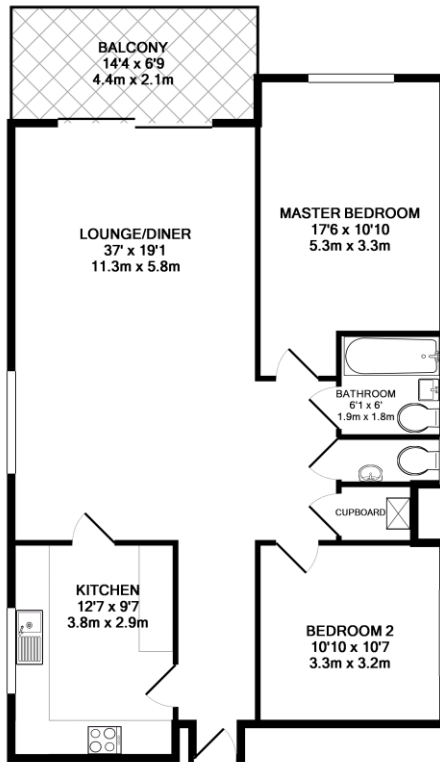 BALCONY
14'4 x 6'9
4.4m x 2.1m
LOUNGE/DINER
37' x 19'1
11.3m x 5.8m
MASTER BEDROOM
17'6 x 10'10
5.3m x 3.3m
BATHROOM
6'1 x 6'
1.9m x 1.8m
CUPBOARD
KITCHEN
12'7 x 9'7
3.8m x 2.9m
BEDROOM 2
10'10 x 10'7
3.3m x 3.2m